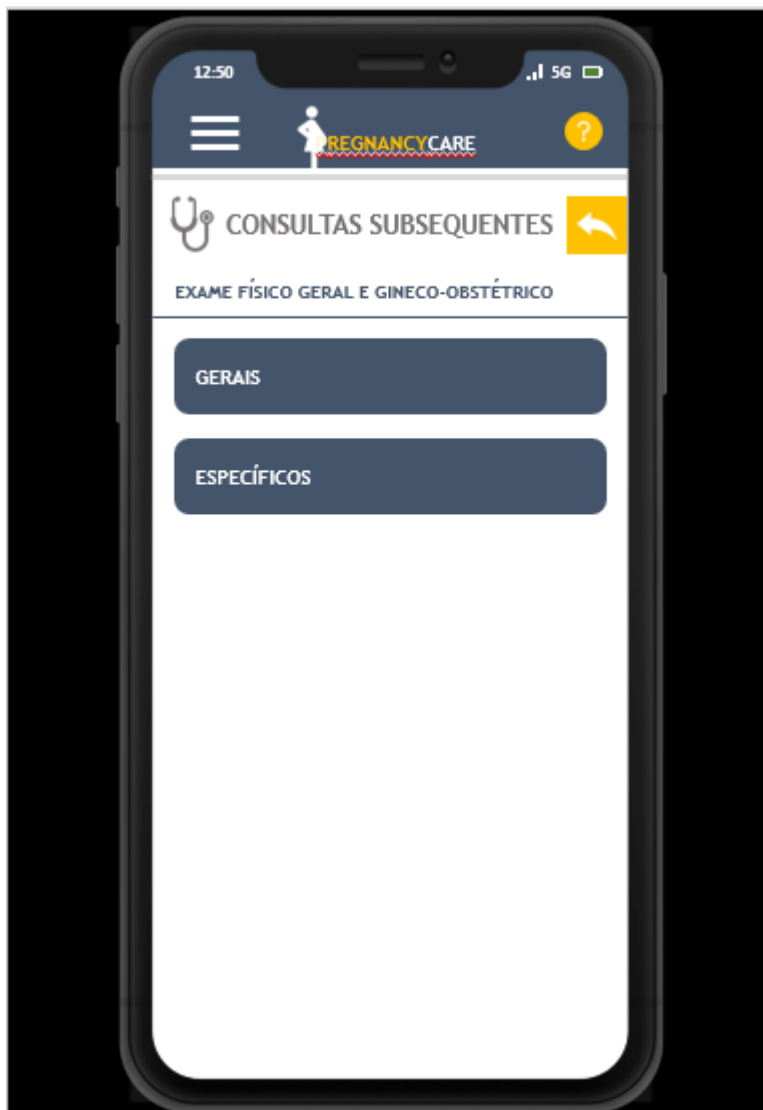 12:50
5G
PREGNANCYCARE
?
CONSULTAS SUBSEQUENTES
EXAME FÍSICO GERAL E GINECO-OBSTÉTRICO
GERAIS
ESPECÍFICOS